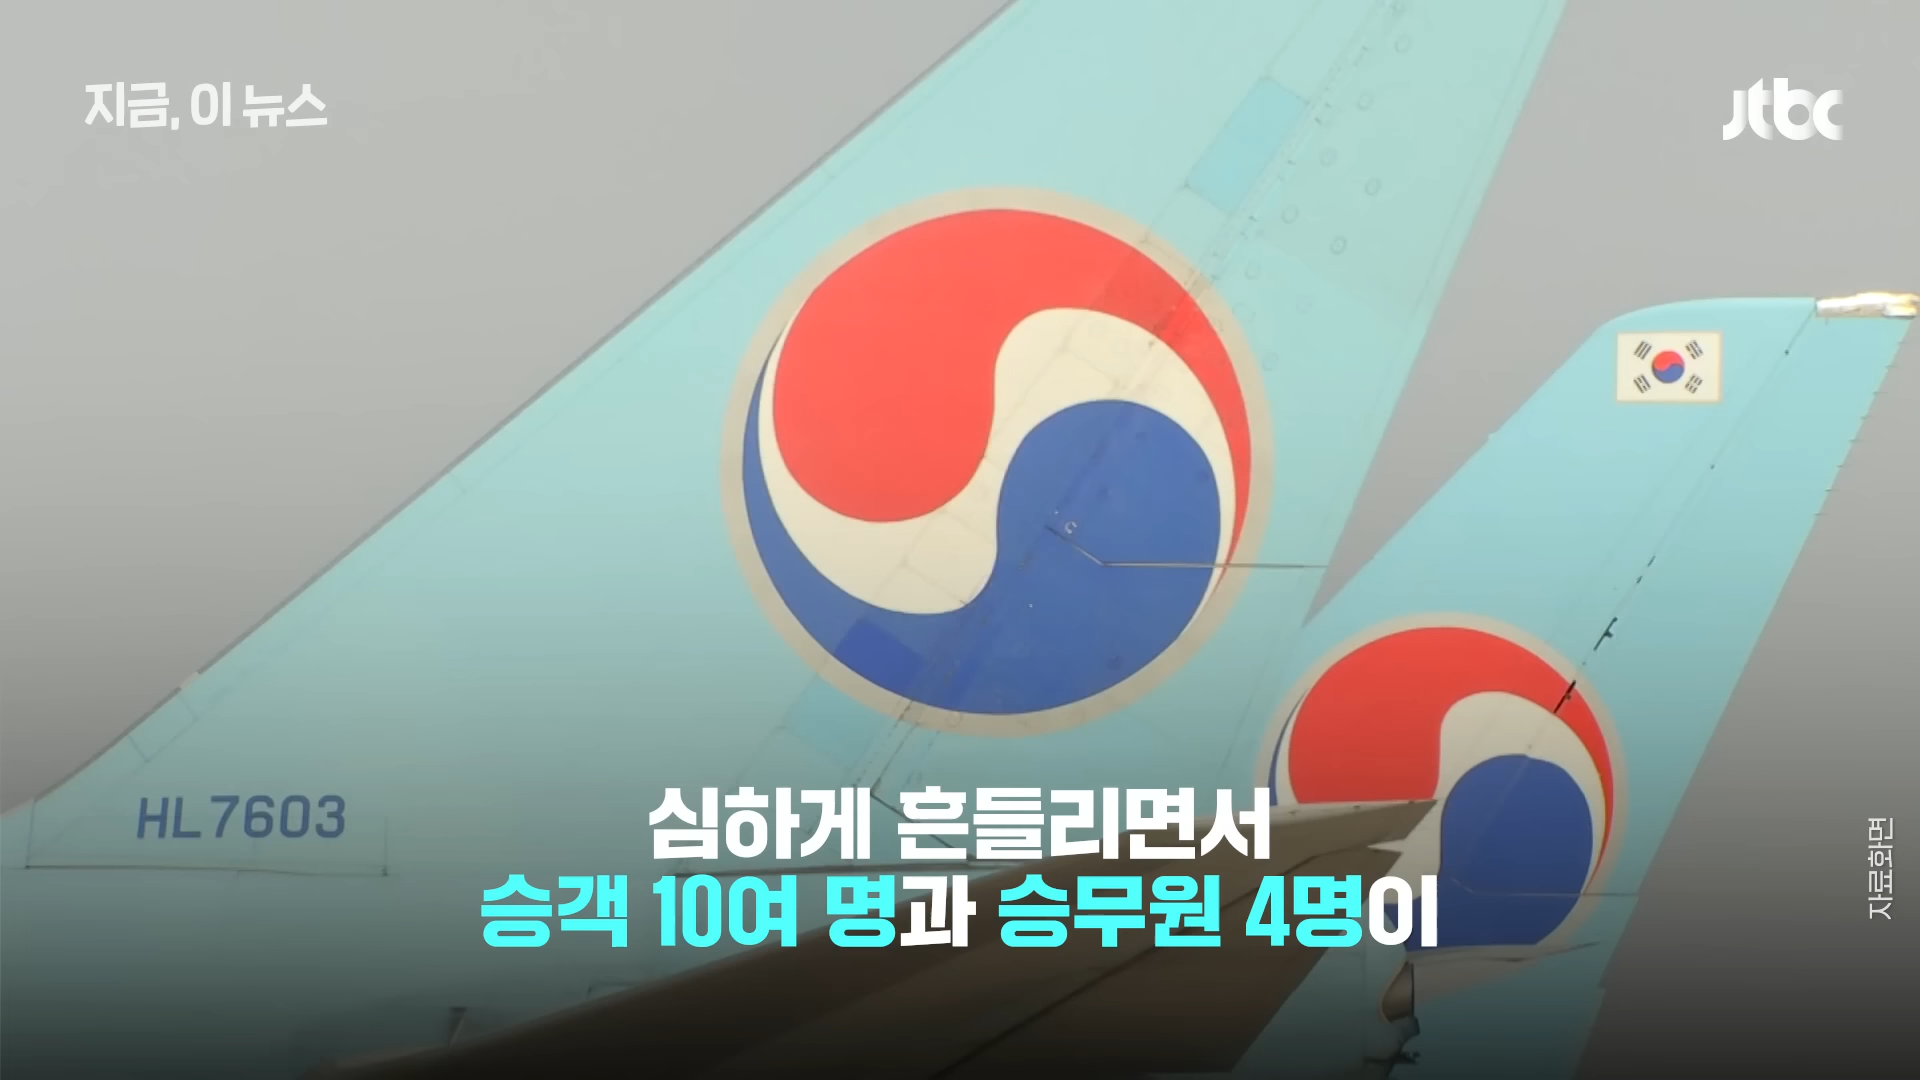 지금, 이 뉴스
jtbc
HL7603
심하게 흔들리면서
승객 10여 명과 승무원 4명이
자료화면